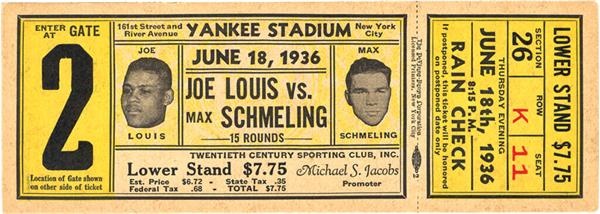 ENTER AT GATE
2
Location of Gate shown
on other side of ticket
161st Street and
River Avenue
YANKEE STADIUM
New York
City
JOE
LOUIS
JUNE 18, 1936
JOE LOUIS vs.
MAX SCHMELING
15 ROUNDS
MAX
SCHMELING
TWENTIETH CENTURY SPORTING CLUB, INC.
Lower Stand $7.75
Est. Price $6.72 - State Tax $.35
Federal Tax .68 - TOTAL $7.75
Michael S. Jacobs
Promoter
2
RAIN CHECK
If postponed, this ticket will be honored
on postponed date only
JUNE 18th, 1936
8:15 P. M.
THURSDAY EVENING
SECTION
26
ROW
K
SEAT
11
LOWER STAND $7.75